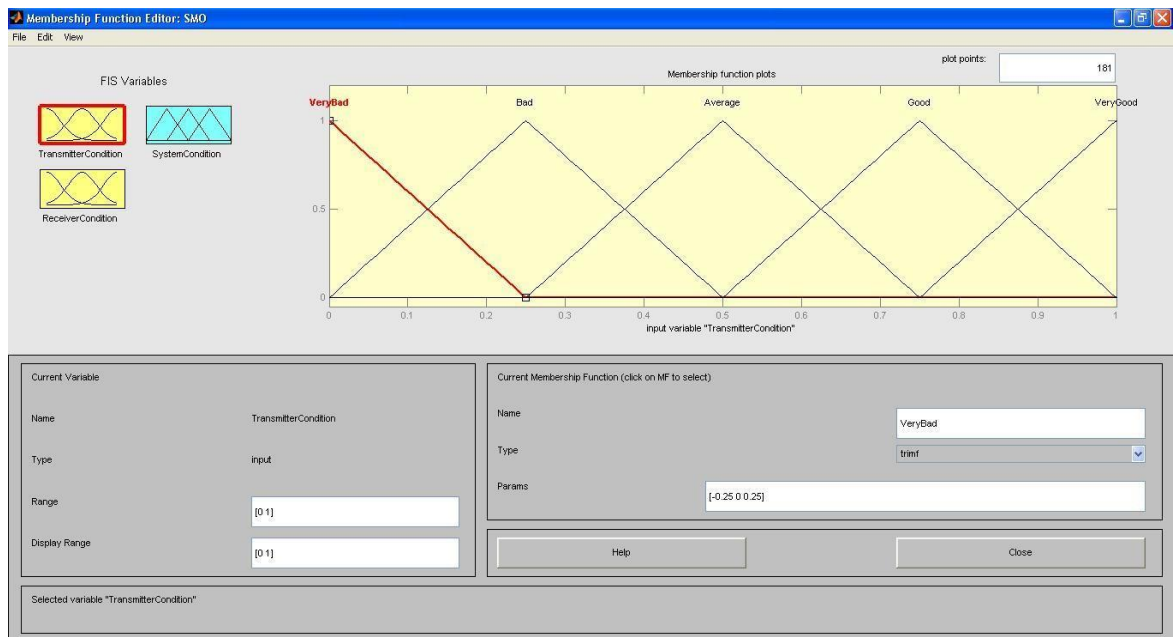 Membership Function Editor: SMO
File Edit View
FIS Variables
TransmitterCondition
SystemCondition
ReceiverCondition
plot points:
181
Membership function plots
VeryBad Bad Average Good VeryGood
1
0.5
0
0 0.1 0.2 0.3 0.4 0.5 0.6 0.7 0.8 0.9 1
input variable "TransmitterCondition"
Current Variable
Name TransmitterCondition
Type input
Range [0 1]
Display Range [0 1]
Current Membership Function (click on MF to select)
Name VeryBad
Type trimf
Params [-0.25 0 0.25]
Help Close
Selected variable "TransmitterCondition"